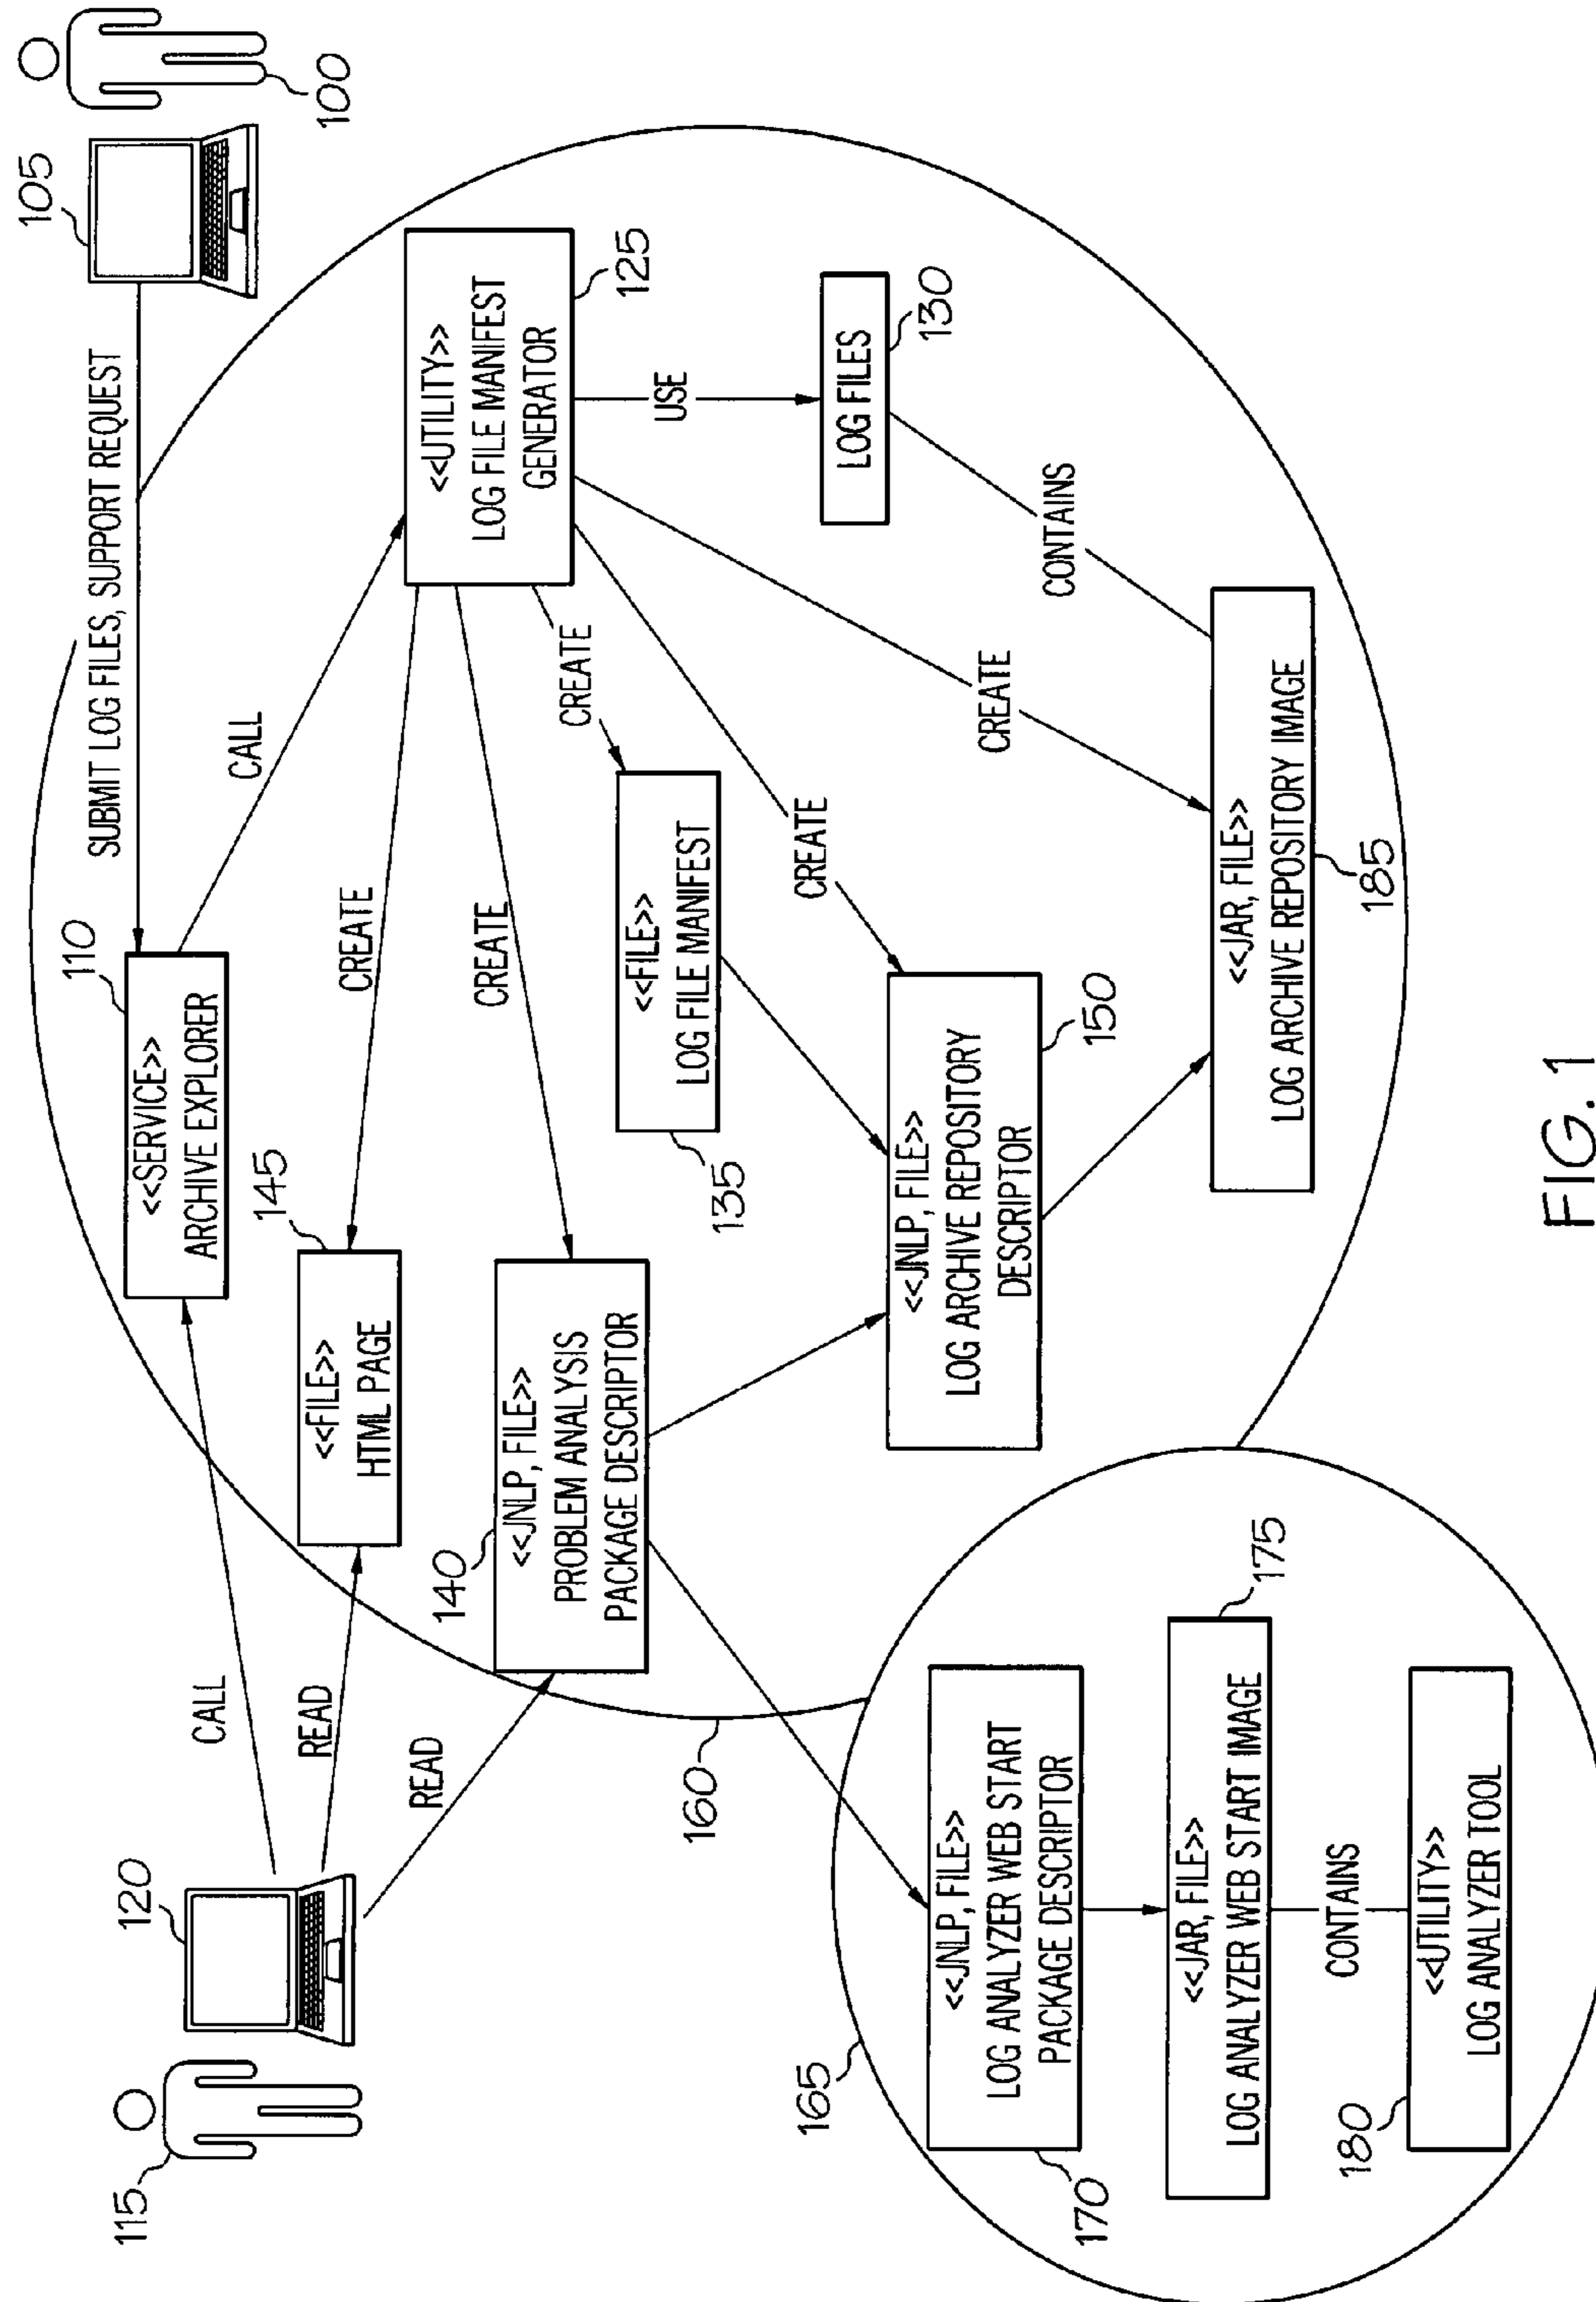 115
120
CALL
READ
READ
105
100
SUBMIT LOG FILES, SUPPORT REQUEST
110
<<SERVICE>>
ARCHIVE EXPLORER
CALL
145
<<FILE>>
HTML PAGE
CREATE
<<UTILITY>>
LOG FILE MANIFEST
GENERATOR
125
140
<<JNLP, FILE>>
PROBLEM ANALYSIS
PACKAGE DESCRIPTOR
CREATE
CREATE
USE
<<FILE>>
LOG FILE MANIFEST
135
160
CREATE
LOG FILES
130
<<JNLP, FILE>>
LOG ARCHIVE REPOSITORY
DESCRIPTOR
150
CREATE
CONTAINS
165
<<JNLP, FILE>>
LOG ANALYZER WEB START
PACKAGE DESCRIPTOR
170
175
<<JAR, FILE>>
LOG ANALYZER WEB START IMAGE
<<JAR, FILE>>
LOG ARCHIVE REPOSITORY IMAGE
185
CONTAINS
180
<<UTILITY>>
LOG ANALYZER TOOL
FIG. 1